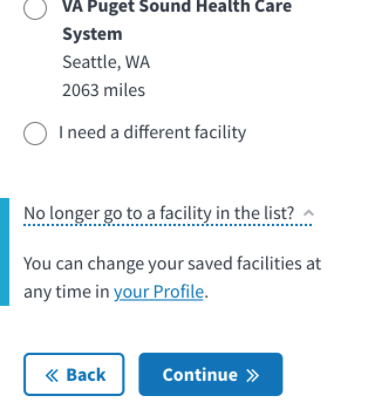 VA Puget Sound Health Care
System
Seattle, WA
2063 miles
I need a different facility
No longer go to a facility in the list?
You can change your saved facilities at
any time in your Profile.
« Back
Continue »